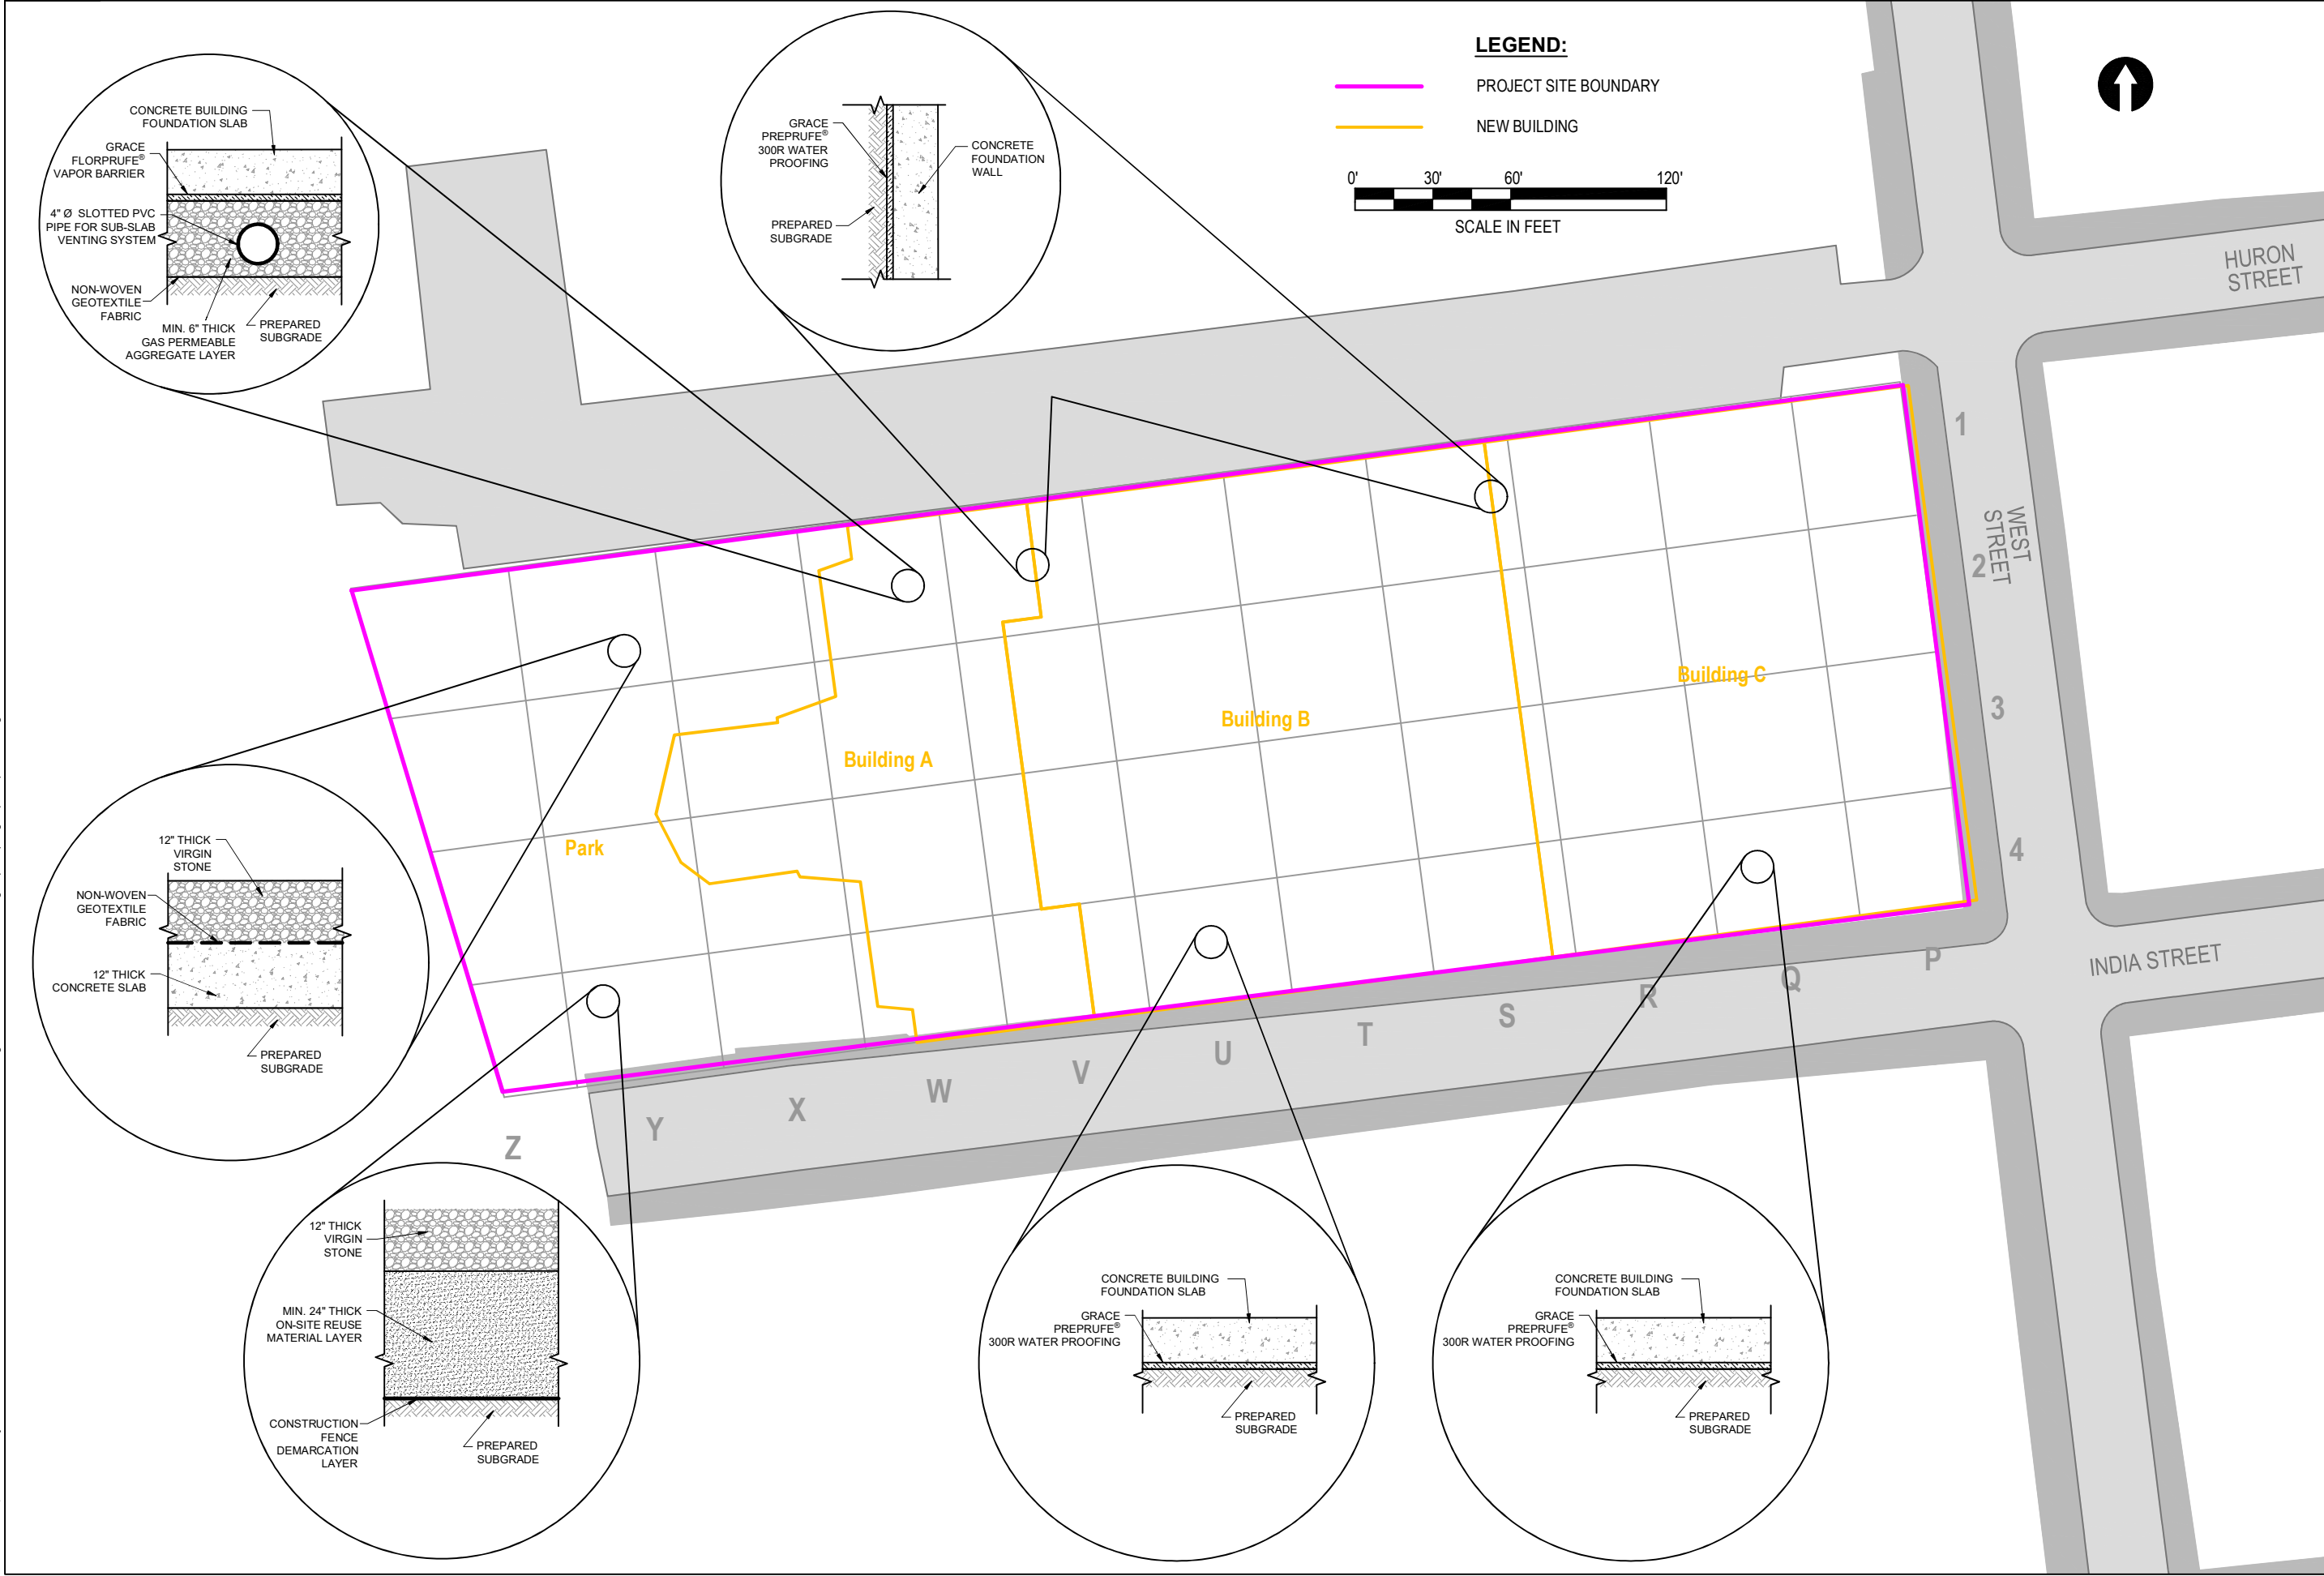 LEGEND:
PROJECT SITE BOUNDARY
NEW BUILDING
0' 30' 60' 120'
SCALE IN FEET
CONCRETE BUILDING
FOUNDATION SLAB
GRACE
FLORPRUFE®
VAPOR BARRIER
4" Ø SLOTTED PVC
PIPE FOR SUB-SLAB
VENTING SYSTEM
NON-WOVEN
GEOTEXTILE
FABRIC
MIN. 6" THICK
GAS PERMEABLE
AGGREGATE LAYER
PREPARED
SUBGRADE
GRACE
PREPRUFE®
300R WATER
PROOFING
PREPARED
SUBGRADE
CONCRETE
FOUNDATION
WALL
HURON
STREET
WEST
STREET
INDIA STREET
1
2
3
4
Building A
Building B
Building C
Park
Z Y X W V U T S R Q P
12" THICK
VIRGIN
STONE
NON-WOVEN
GEOTEXTILE
FABRIC
12" THICK
CONCRETE SLAB
PREPARED
SUBGRADE
12" THICK
VIRGIN
STONE
MIN. 24" THICK
ON-SITE REUSE
MATERIAL LAYER
CONSTRUCTION
FENCE
DEMARCATION
LAYER
PREPARED
SUBGRADE
CONCRETE BUILDING
FOUNDATION SLAB
GRACE
PREPRUFE®
300R WATER PROOFING
PREPARED
SUBGRADE
CONCRETE BUILDING
FOUNDATION SLAB
GRACE
PREPRUFE®
300R WATER PROOFING
PREPARED
SUBGRADE